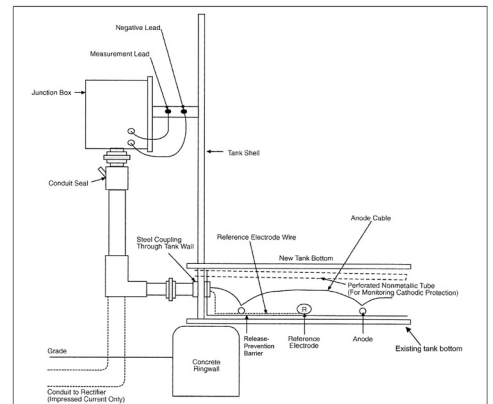 Negative Lead
Measurement Lead
Junction Box
Tank Shell
Conduit Seal
Anode Cable
Steel Coupling
Through Tank Wall
Reference Electrode Wire
New Tank Bottom
Perforated Nonmetallic Tube
(For Monitoring Cathodic Protection)
R
Release-
Prevention
Barrier
Reference
Electrode
Anode
Existing tank bottom
Grade
Concrete
Ringwall
Conduit to Rectifier
(Impressed Current Only)